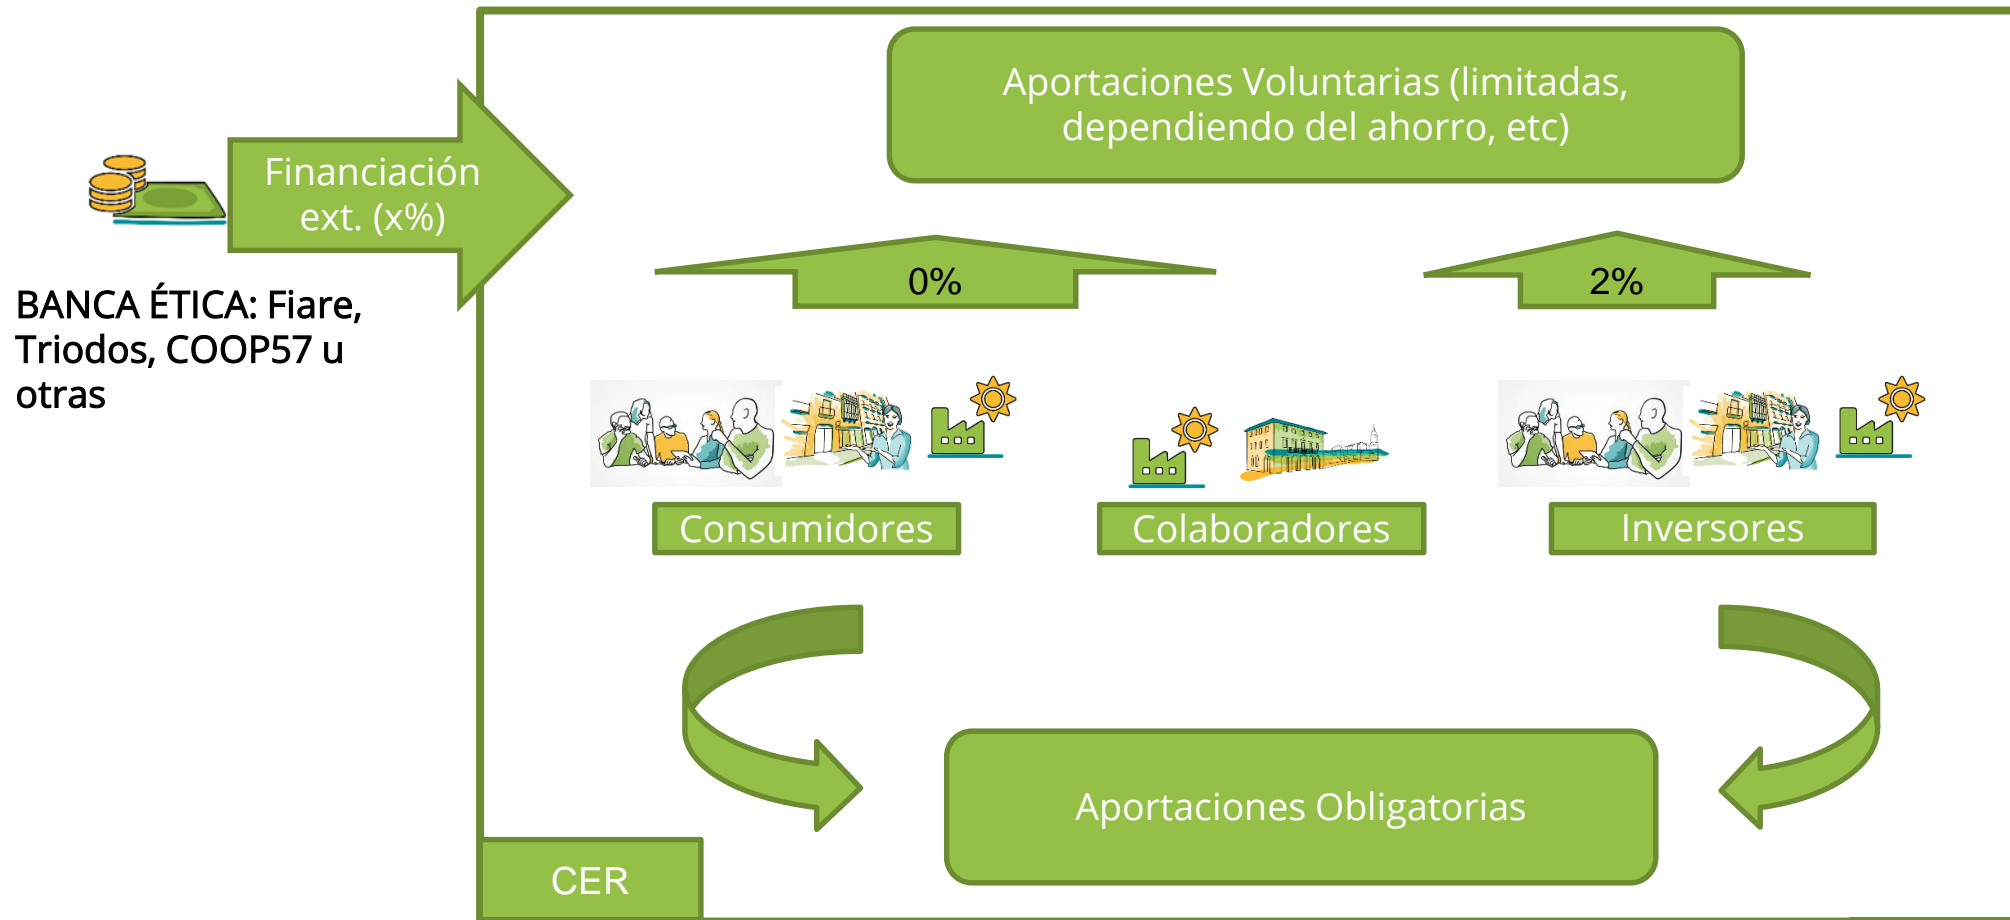 Aportaciones Voluntarias (limitadas,
dependiendo del ahorro, etc)
Financiación
ext. (x%)
BANCA ÉTICA: Fiare,
Triodos, COOP57 u
otras
0%
2%
Consumidores
Colaboradores
Inversores
Aportaciones Obligatorias
CER